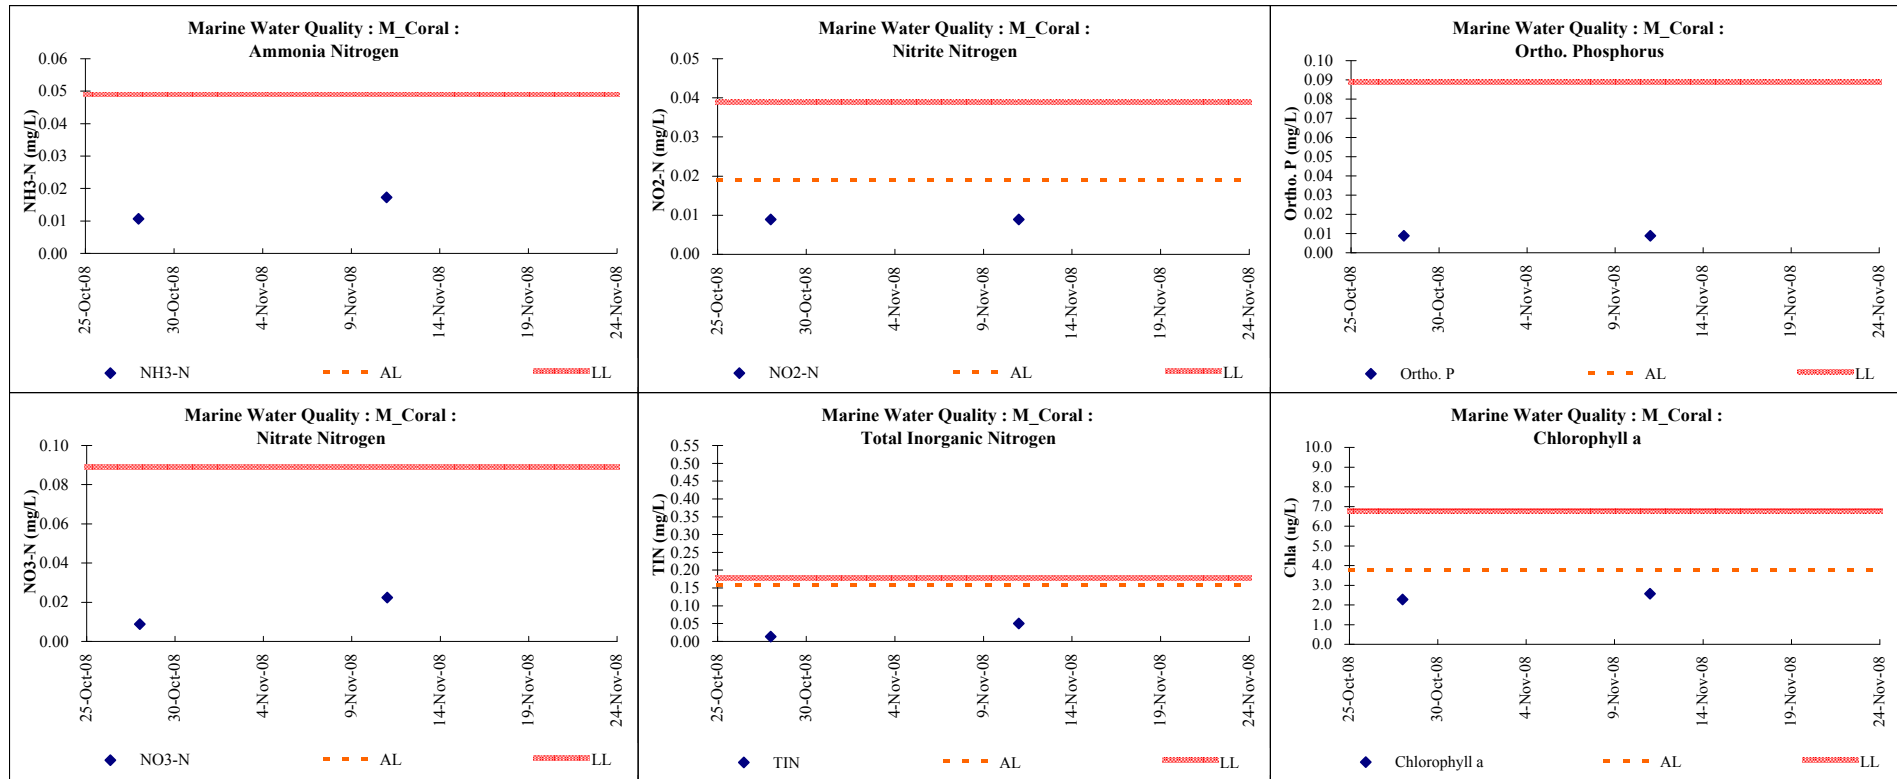 Marine Water Quality : M_Coral :
Ammonia Nitrogen
NH3-N (mg/L)
0.06
0.05
0.04
0.03
0.02
0.01
0.00
25-Oct-08
30-Oct-08
4-Nov-08
9-Nov-08
14-Nov-08
19-Nov-08
24-Nov-08
NH3-N AL LL
Marine Water Quality : M_Coral :
Nitrite Nitrogen
NO2-N (mg/L)
0.05
0.04
0.03
0.02
0.01
0.00
25-Oct-08
30-Oct-08
4-Nov-08
9-Nov-08
14-Nov-08
19-Nov-08
24-Nov-08
NO2-N AL LL
Marine Water Quality : M_Coral :
Ortho. Phosphorus
Ortho. P (mg/L)
0.10
0.09
0.08
0.07
0.06
0.05
0.04
0.03
0.02
0.01
0.00
25-Oct-08
30-Oct-08
4-Nov-08
9-Nov-08
14-Nov-08
19-Nov-08
24-Nov-08
Ortho. P AL LL
Marine Water Quality : M_Coral :
Nitrate Nitrogen
NO3-N (mg/L)
0.10
0.08
0.06
0.04
0.02
0.00
25-Oct-08
30-Oct-08
4-Nov-08
9-Nov-08
14-Nov-08
19-Nov-08
24-Nov-08
NO3-N AL LL
Marine Water Quality : M_Coral :
Total Inorganic Nitrogen
TIN (mg/L)
0.55
0.50
0.45
0.40
0.35
0.30
0.25
0.20
0.15
0.10
0.05
0.00
25-Oct-08
30-Oct-08
4-Nov-08
9-Nov-08
14-Nov-08
19-Nov-08
24-Nov-08
TIN AL LL
Marine Water Quality : M_Coral :
Chlorophyll a
Chla (ug/L)
10.0
9.0
8.0
7.0
6.0
5.0
4.0
3.0
2.0
1.0
0.0
25-Oct-08
30-Oct-08
4-Nov-08
9-Nov-08
14-Nov-08
19-Nov-08
24-Nov-08
Chlorophyll a AL LL